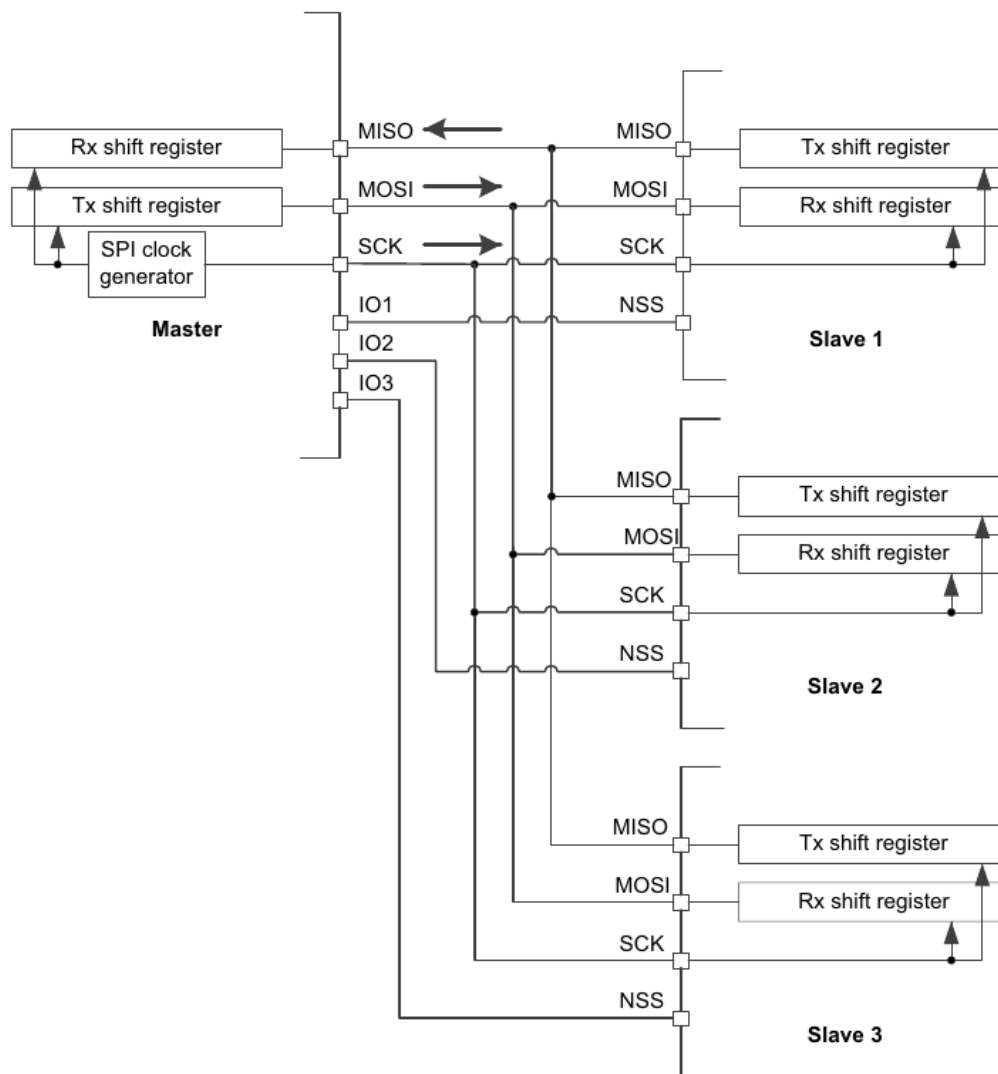 MISO
MISO
Rx shift register
Tx shift register
MOSI
MOSI
Tx shift register
Rx shift register
SCK
SCK
SPI clock
generator
IO1
NSS
Master
Slave 1
IO2
IO3
MISO
Tx shift register
MOSI
Rx shift register
SCK
NSS
Slave 2
MISO
Tx shift register
MOSI
Rx shift register
SCK
NSS
Slave 3